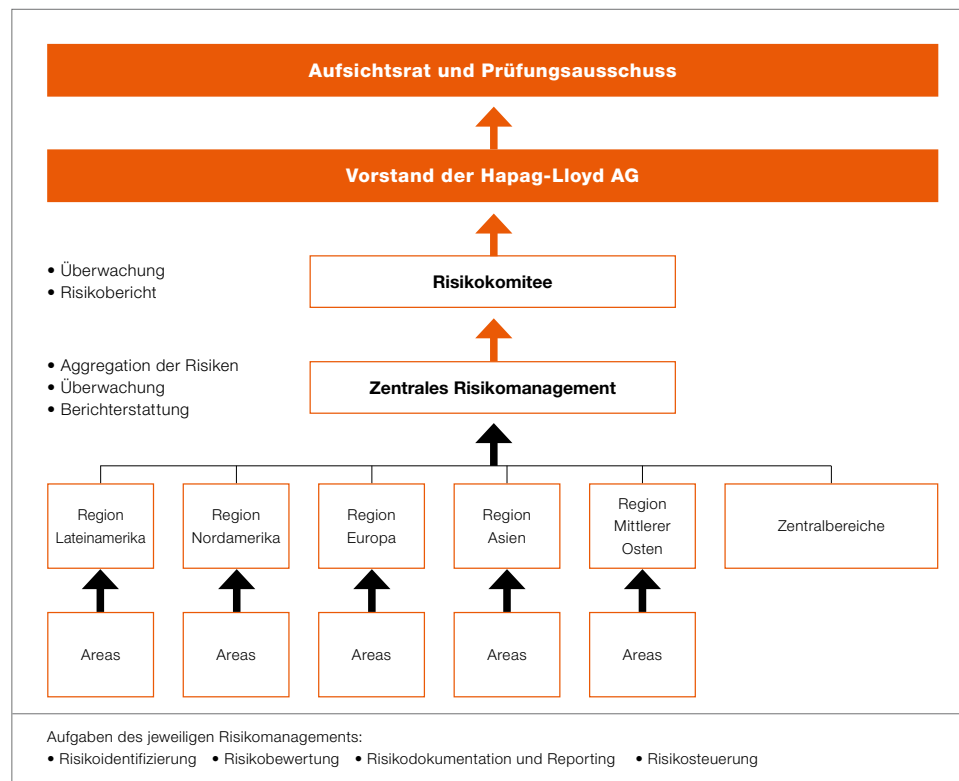 Aufsichtsrat und Prüfungsausschuss
Vorstand der Hapag-Lloyd AG
• Überwachung
• Risikobericht
Risikokomitee
• Aggregation der Risiken
• Überwachung
• Berichterstattung
Zentrales Risikomanagement
Region
Lateinamerika
Region
Nordamerika
Region
Europa
Region
Asien
Region
Mittlerer
Osten
Zentralbereiche
Areas
Areas
Areas
Areas
Areas
Aufgaben des jeweiligen Risikomanagements:
• Risikoidentifizierung • Risikobewertung • Risikodokumentation und Reporting • Risikosteuerung